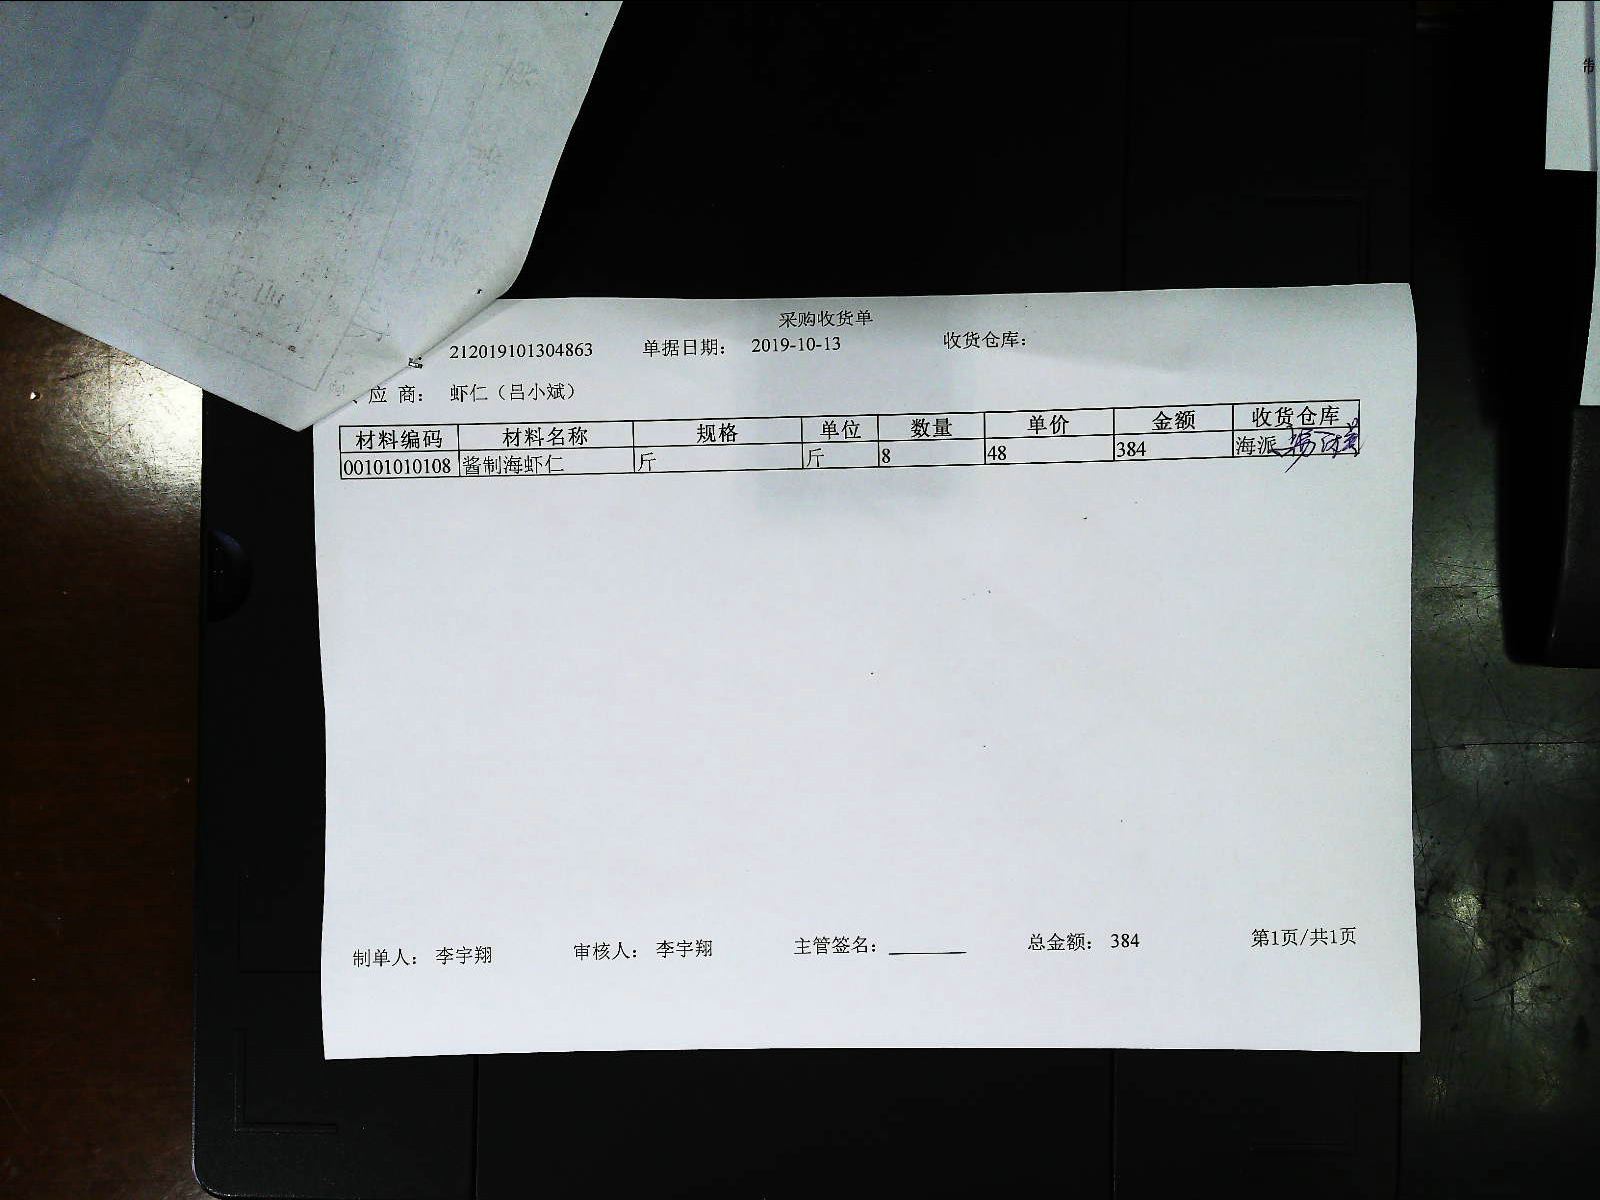 采购收货单
212019101304863 单据日期： 2019-10-13 收货仓库：
应 商： 虾仁（吕小斌）
材料编码 材料名称 规格 单位 数量 单价 金额 收货仓库
00101010108 酱制海虾仁 斤 斤 8 48 384 海派
制单人： 李宇翔 审核人： 李宇翔 主管签名： 总金额： 384 第1页/共1页
制